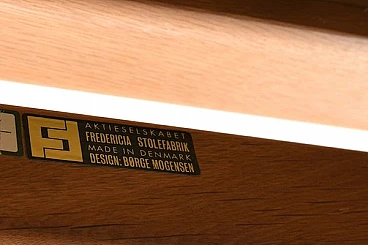 AKTIESELSKABET
FREDERICIA STOLEFABRIK
MADE IN DENMARK
DESIGN: BØRGE MOGENSEN